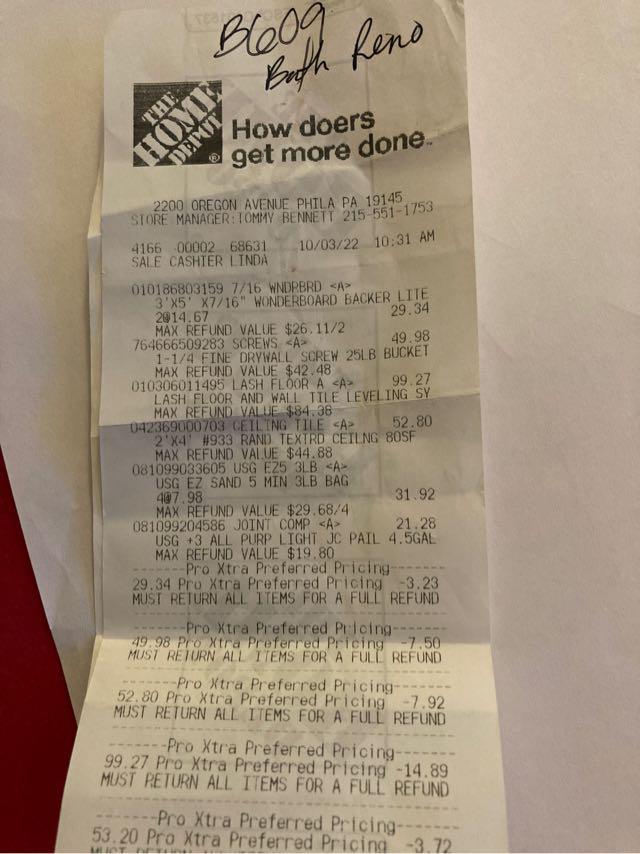 B609
Bath Reno
THE
HOME
DEPOT
®
How doers
get more done™
2200 OREGON AVENUE PHILA PA 19145
STORE MANAGER:TOMMY BENNETT 215-551-1753
4166 00002 68631 10/03/22 10:31 AM
SALE CASHIER LINDA
010186803159 7/16 WNDRBRD <A>
3'X5' X7/16" WONDERBOARD BACKER LITE
2@14.67 29.34
MAX REFUND VALUE $26.11/2
764666509283 SCREWS <A> 49.98
1-1/4 FINE DRYWALL SCREW 25LB BUCKET
MAX REFUND VALUE $42.48
010306011495 LASH FLOOR A <A> 99.27
LASH FLOOR AND WALL TILE LEVELING SY
MAX REFUND VALUE $84.38
042369000703 CEILING TILE <A> 52.80
2'X4' #933 RAND TEXTRD CEILNG 80SF
MAX REFUND VALUE $44.88
081099033605 USG EZ5 3LB <A>
USG EZ SAND 5 MIN 3LB BAG
4@7.98 31.92
MAX REFUND VALUE $29.68/4
081099204586 JOINT COMP <A> 21.28
USG +3 ALL PURP LIGHT JC PAIL 4.5GAL
MAX REFUND VALUE $19.80
------Pro Xtra Preferred Pricing------
29.34 Pro Xtra Preferred Pricing -3.23
MUST RETURN ALL ITEMS FOR A FULL REFUND
------Pro Xtra Preferred Pricing------
49.98 Pro Xtra Preferred Pricing -7.50
MUST RETURN ALL ITEMS FOR A FULL REFUND
------Pro Xtra Preferred Pricing------
52.80 Pro Xtra Preferred Pricing -7.92
MUST RETURN ALL ITEMS FOR A FULL REFUND
------Pro Xtra Preferred Pricing------
99.27 Pro Xtra Preferred Pricing -14.89
MUST RETURN ALL ITEMS FOR A FULL REFUND
------Pro Xtra Preferred Pricing------
53.20 Pro Xtra Preferred Pricing -3.72